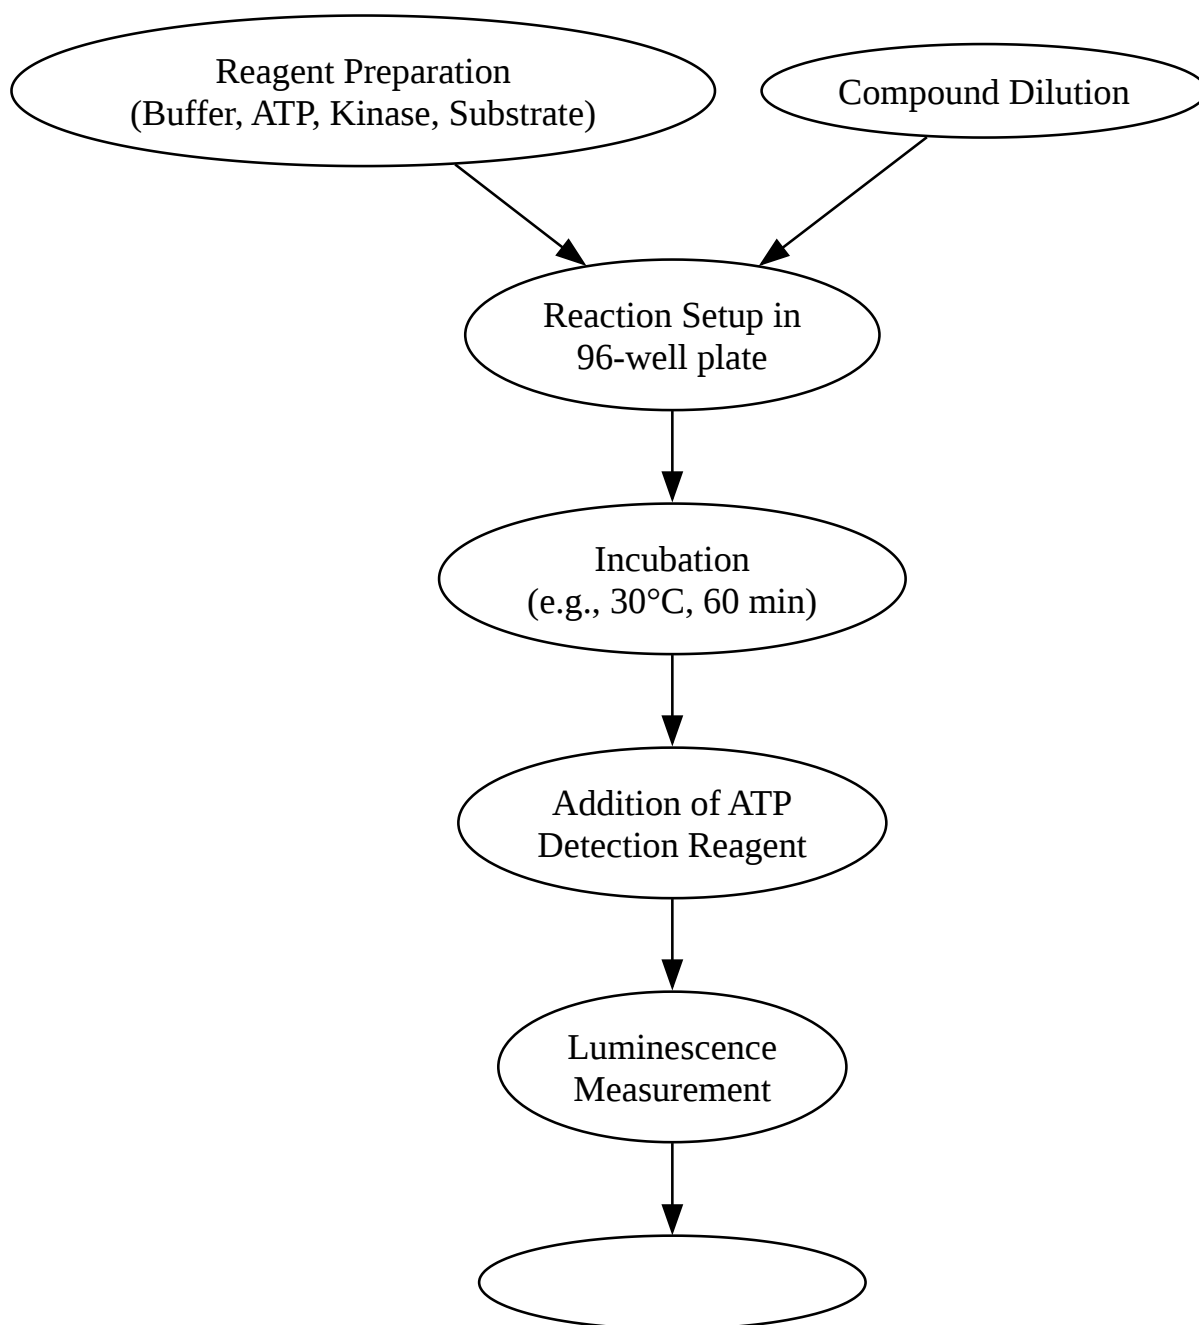 Reagent Preparation
(Buffer, ATP, Kinase, Substrate)
Compound Dilution
Reaction Setup in
96-well plate
Incubation
(e.g., 30°C, 60 min)
Addition of ATP
Detection Reagent
Luminescence
Measurement